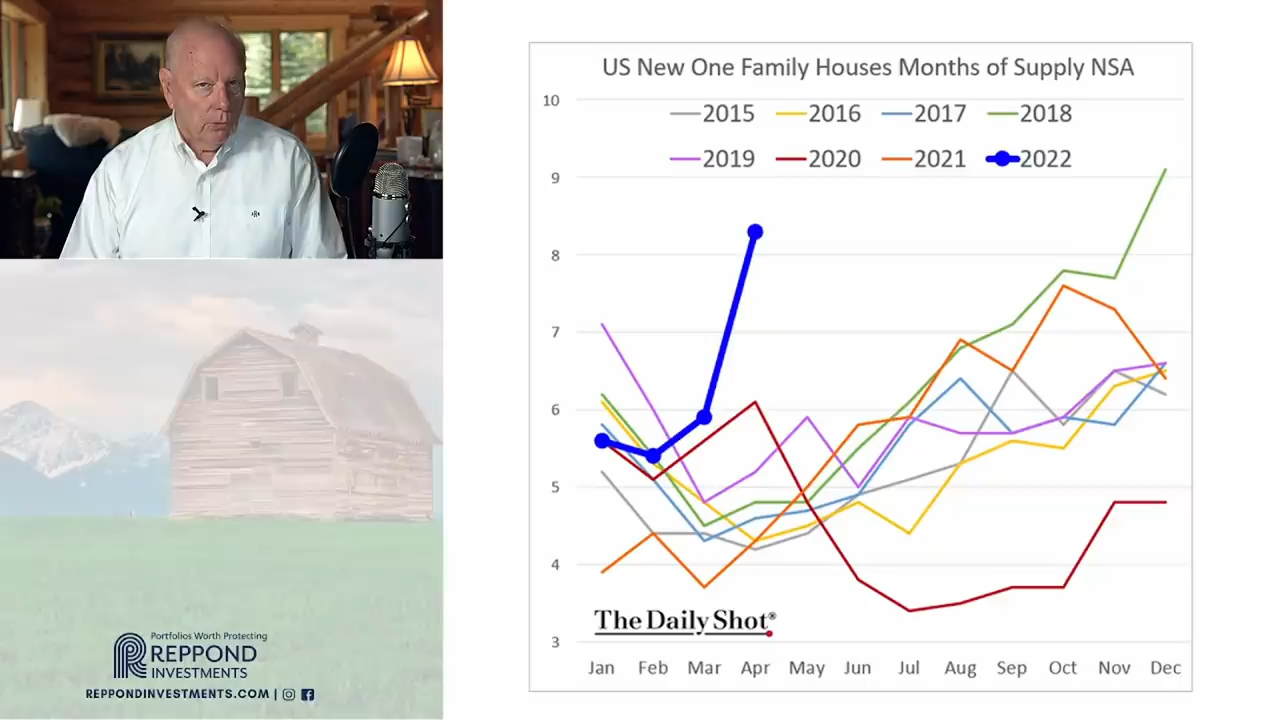 US New One Family Houses Months of Supply NSA
2015 2016 2017 2018
2019 2020 2021 2022
10
9
8
7
6
5
4
3
Jan Feb Mar Apr May Jun Jul Aug Sep Oct Nov Dec
The Daily Shot®
Portfolios Worth Protecting
REPPOND
INVESTMENTS
REPPONDINVESTMENTS.COM |